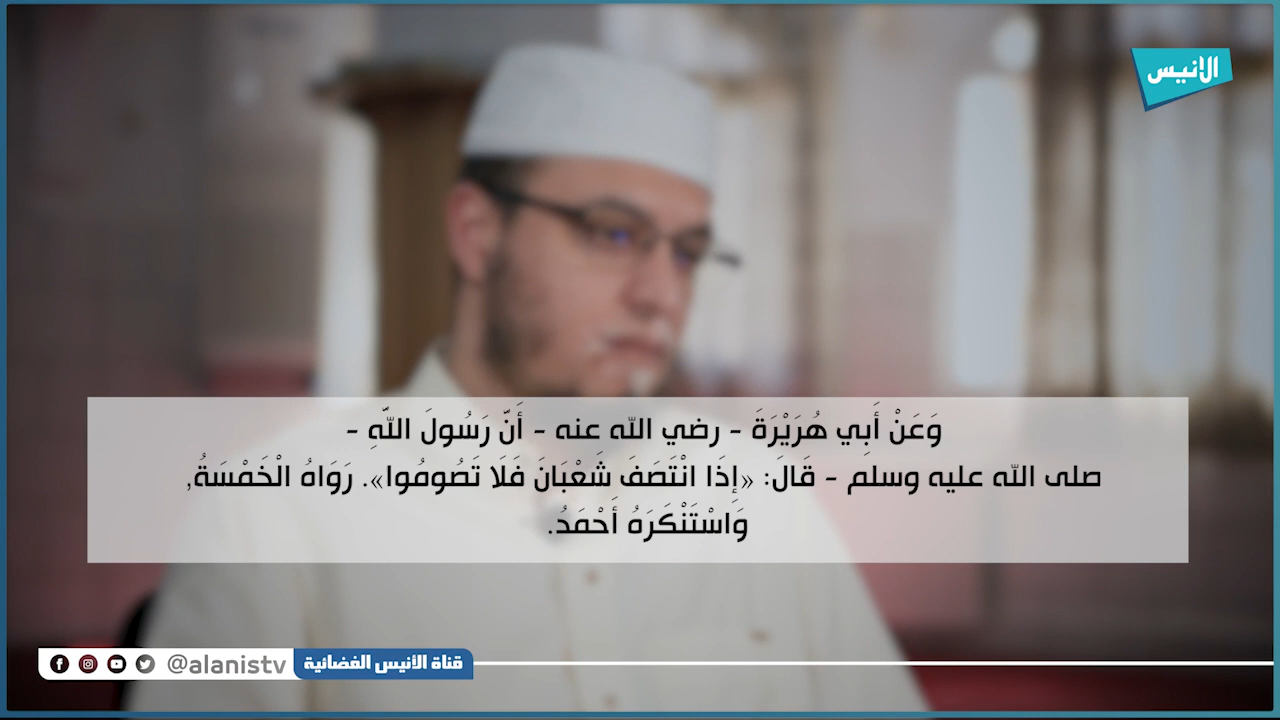 الانيس
وَعَنْ أَبِي هُرَيْرَةَ - رضي الله عنه - أَنَّ رَسُولَ اللَّهِ -
صلى الله عليه وسلم - قَالَ: «إِذَا انْتَصَفَ شَعْبَانَ فَلَا تَصُومُوا». رَوَاهُ الْخَمْسَةُ,
وَاسْتَنْكَرَهُ أَحْمَدُ.
@alanistv قناة الأنيس الفضائية